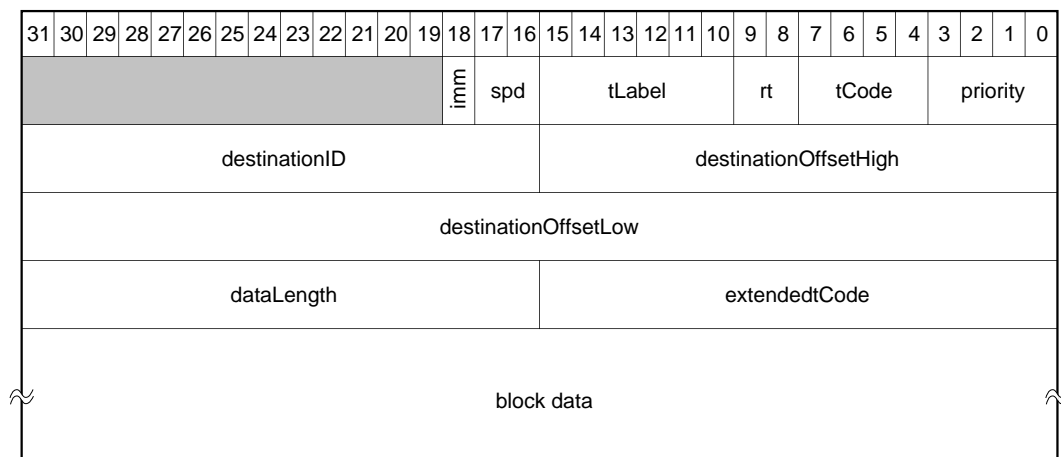 31 30 29 28 27 26 25 24 23 22 21 20 19 18 17 16 15 14 13 12 11 10 9 8 7 6 5 4 3 2 1 0
imm spd tLabel rt tCode priority
destinationID destinationOffsetHigh
destinationOffsetLow
dataLength extendedtCode
block data